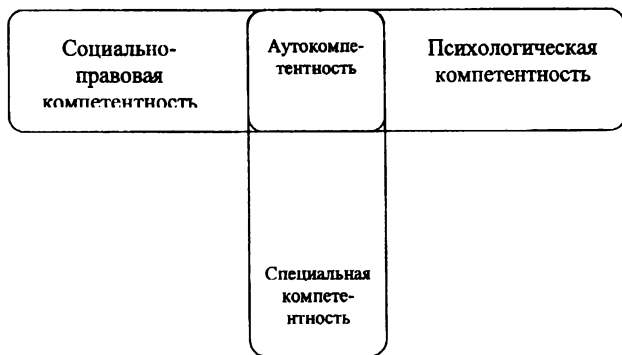 Социально-
правовая
компетентность
Аутокомпе-
тентность
Психологическая
компетентность
Специальная
компете-
нтность